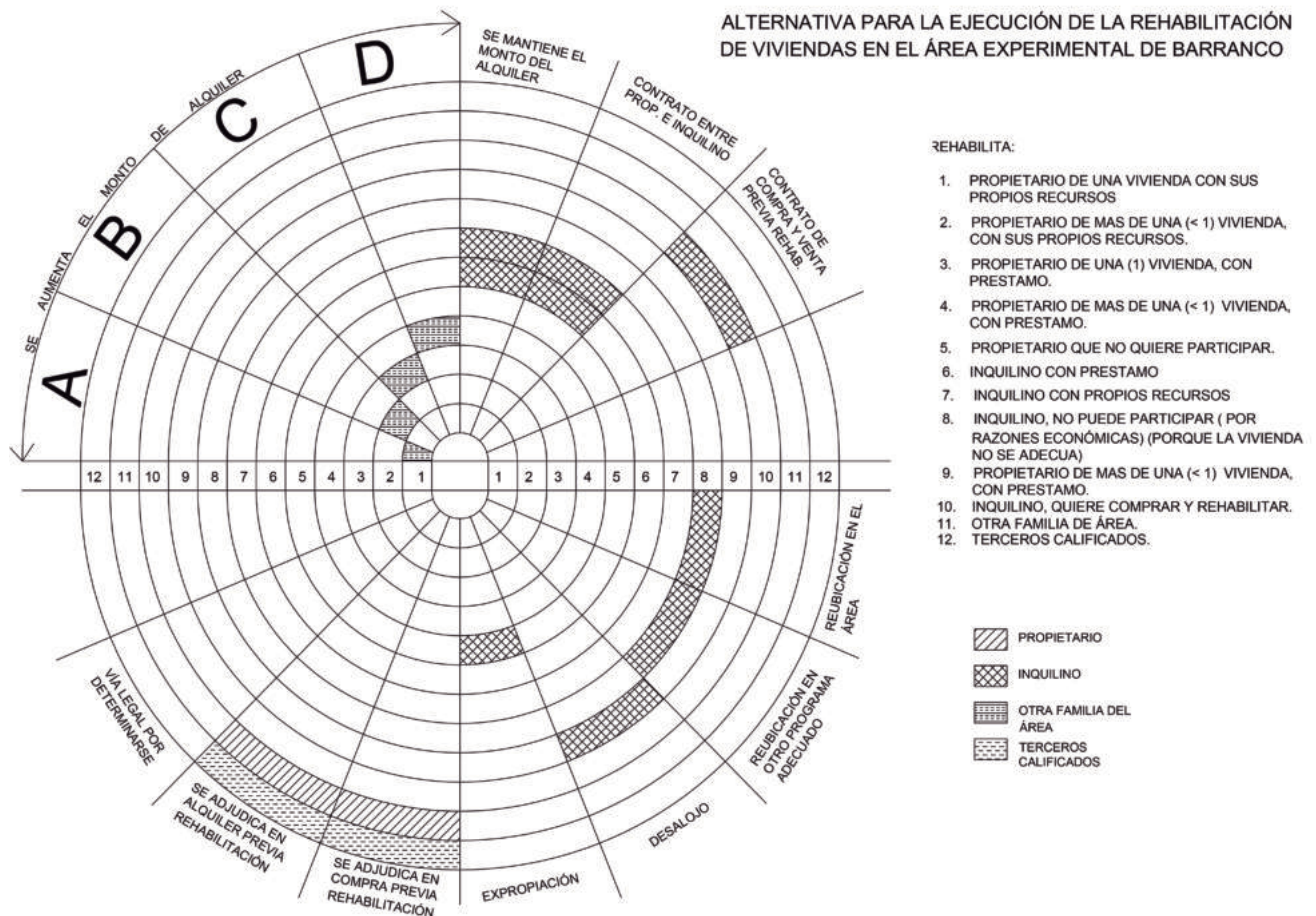 ALTERNATIVA PARA LA EJECUCIÓN DE LA REHABILITACIÓN
DE VIVIENDAS EN EL ÁREA EXPERIMENTAL DE BARRANCO
SE AUMENTA EL MONTO DE ALQUILER
A
B
C
D
SE MANTIENE EL
MONTO DEL
ALQUILER
CONTRATO ENTRE
PROP. E INQUILINO
CONTRATO DE
COMPRA Y VENTA
PREVIA REHAB.
12 11 10 9 8 7 6 5 4 3 2 1
1 2 3 4 5 6 7 8 9 10 11 12
REUBICACIÓN EN EL
ÁREA
REUBICACIÓN EN
OTRO PROGRAMA
ADECUADO
DESALOJO
EXPROPIACIÓN
SE ADJUDICA EN
COMPRA PREVIA
REHABILITACIÓN
SE ADJUDICA EN
ALQUILER PREVIA
REHABILITACIÓN
VÍA LEGAL POR
DETERMINARSE
REHABILITA:
1. PROPIETARIO DE UNA VIVIENDA CON SUS
PROPIOS RECURSOS
2. PROPIETARIO DE MAS DE UNA (< 1) VIVIENDA,
CON SUS PROPIOS RECURSOS.
3. PROPIETARIO DE UNA (1) VIVIENDA, CON
PRESTAMO.
4. PROPIETARIO DE MAS DE UNA (< 1) VIVIENDA,
CON PRESTAMO.
5. PROPIETARIO QUE NO QUIERE PARTICIPAR.
6. INQUILINO CON PRESTAMO
7. INQUILINO CON PROPIOS RECURSOS
8. INQUILINO, NO PUEDE PARTICIPAR ( POR
RAZONES ECONÓMICAS) (PORQUE LA VIVIENDA
NO SE ADECUA)
9. PROPIETARIO DE MAS DE UNA (< 1) VIVIENDA,
CON PRESTAMO.
10. INQUILINO, QUIERE COMPRAR Y REHABILITAR.
11. OTRA FAMILIA DE ÁREA.
12. TERCEROS CALIFICADOS.
PROPIETARIO
INQUILINO
OTRA FAMILIA DEL
ÁREA
TERCEROS
CALIFICADOS